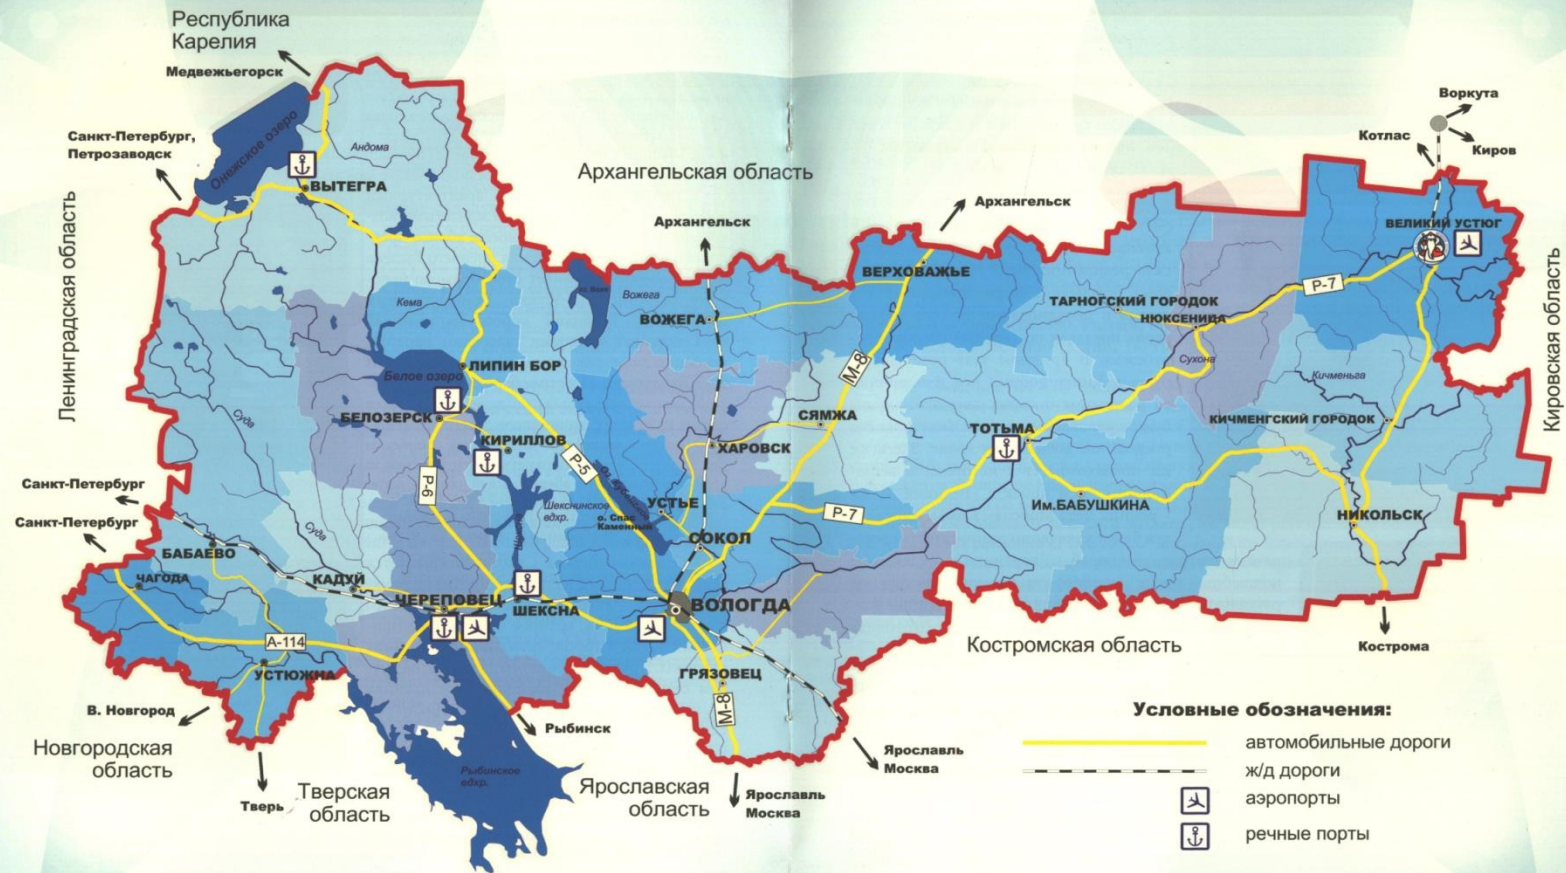 Республика
Карелия
Медвежьегорск
Воркута
Санкт-Петербург,
Петрозаводск
Котлас
Киров
Онежское озеро
Андома
Архангельская область
ВЫТЕГРА
Ленинградская область
Архангельск
Архангельск
ВЕЛИКИЙ УСТЮГ
Кировская область
ВЕРХОВАЖЬЕ
Кема
Вожега
ВОЖЕГА
ТАРНОГСКИЙ ГОРОДОК
НЮКСЕНИЦА
Р-7
Сухона
ЛИПИН БОР
Белое озеро
М-8
Кичменьга
БЕЛОЗЕРСК
Суда
СЯМЖА
КИЧМЕНГСКИЙ ГОРОДОК
ТОТЬМА
КИРИЛЛОВ
ХАРОВСК
Р-5
Р-6
Санкт-Петербург
УСТЬЕ
Шекснинское
вдхр.
о. Спас
Каменный
Р-7
Им.БАБУШКИНА
НИКОЛЬСК
Санкт-Петербург
Суда
СОКОЛ
БАБАЕВО
ЧАГОДА
КАДУЙ
ЧЕРЕПОВЕЦ
ШЕКСНА
ВОЛОГДА
А-114
УСТЮЖНА
ГРЯЗОВЕЦ
М-8
Костромская область
Кострома
В. Новгород
Рыбинск
Новгородская
область
Рыбинское
вдхр.
Ярославль
Москва
Тверь
Тверская
область
Ярославская
область
Ярославль
Москва
Условные обозначения:
автомобильные дороги
ж/д дороги
аэропорты
речные порты